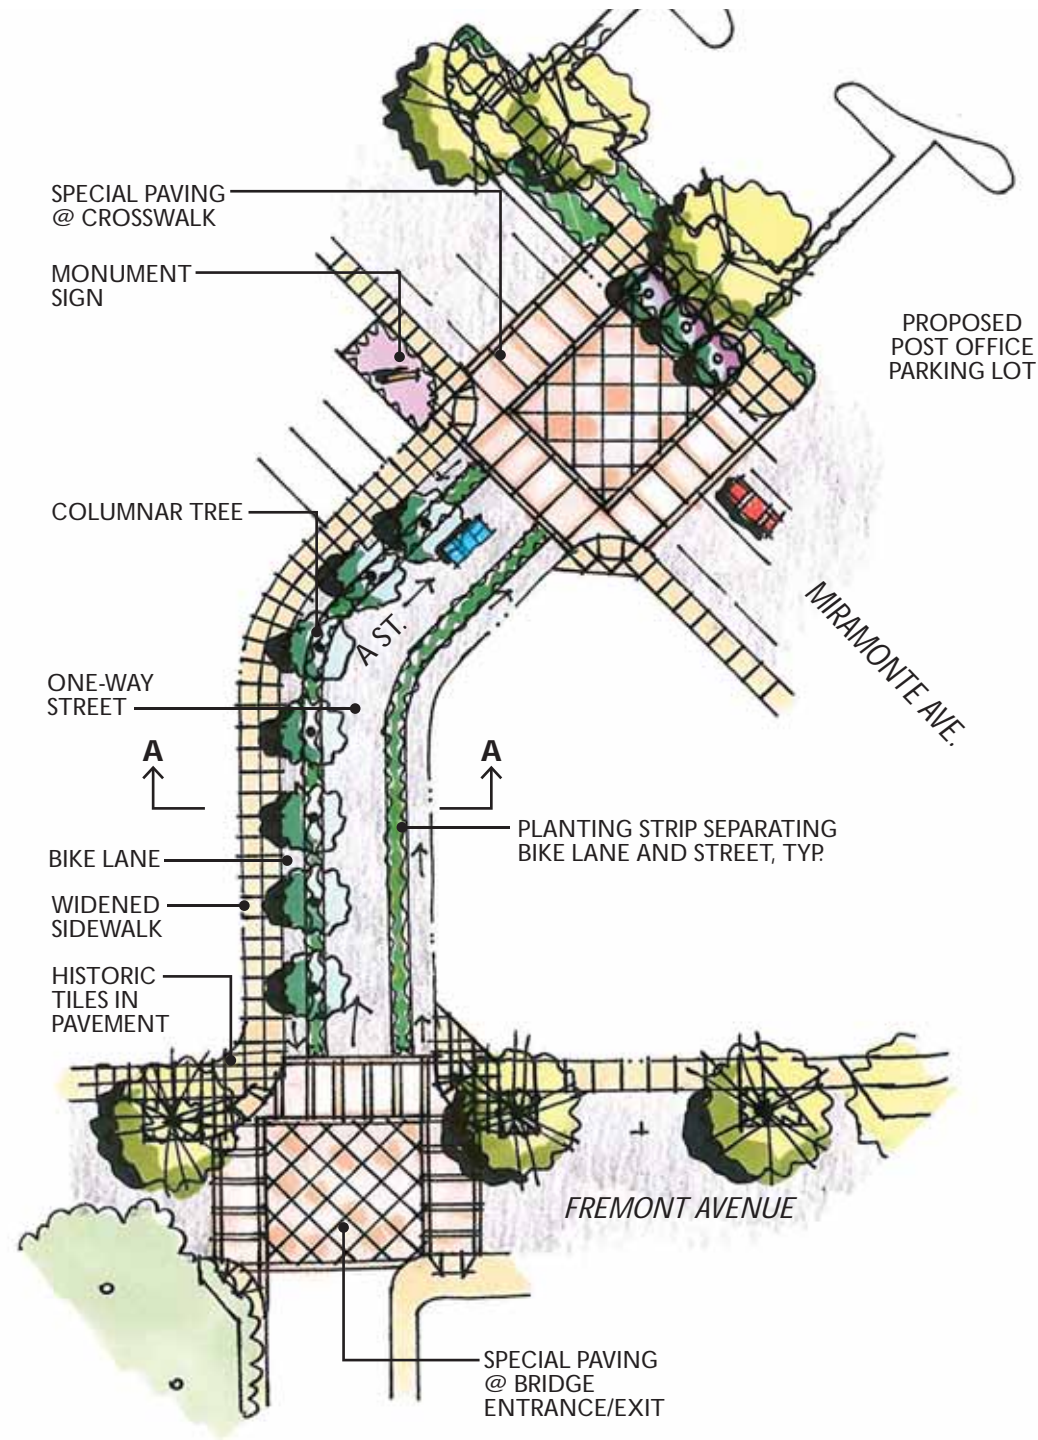 SPECIAL PAVING
@ CROSSWALK
MONUMENT
SIGN
PROPOSED
POST OFFICE
PARKING LOT
COLUMNAR TREE
A ST.
MIRAMONTE AVE.
ONE-WAY
STREET
A
A
PLANTING STRIP SEPARATING
BIKE LANE AND STREET, TYP.
BIKE LANE
WIDENED
SIDEWALK
HISTORIC
TILES IN
PAVEMENT
FREMONT AVENUE
SPECIAL PAVING
@ BRIDGE
ENTRANCE/EXIT